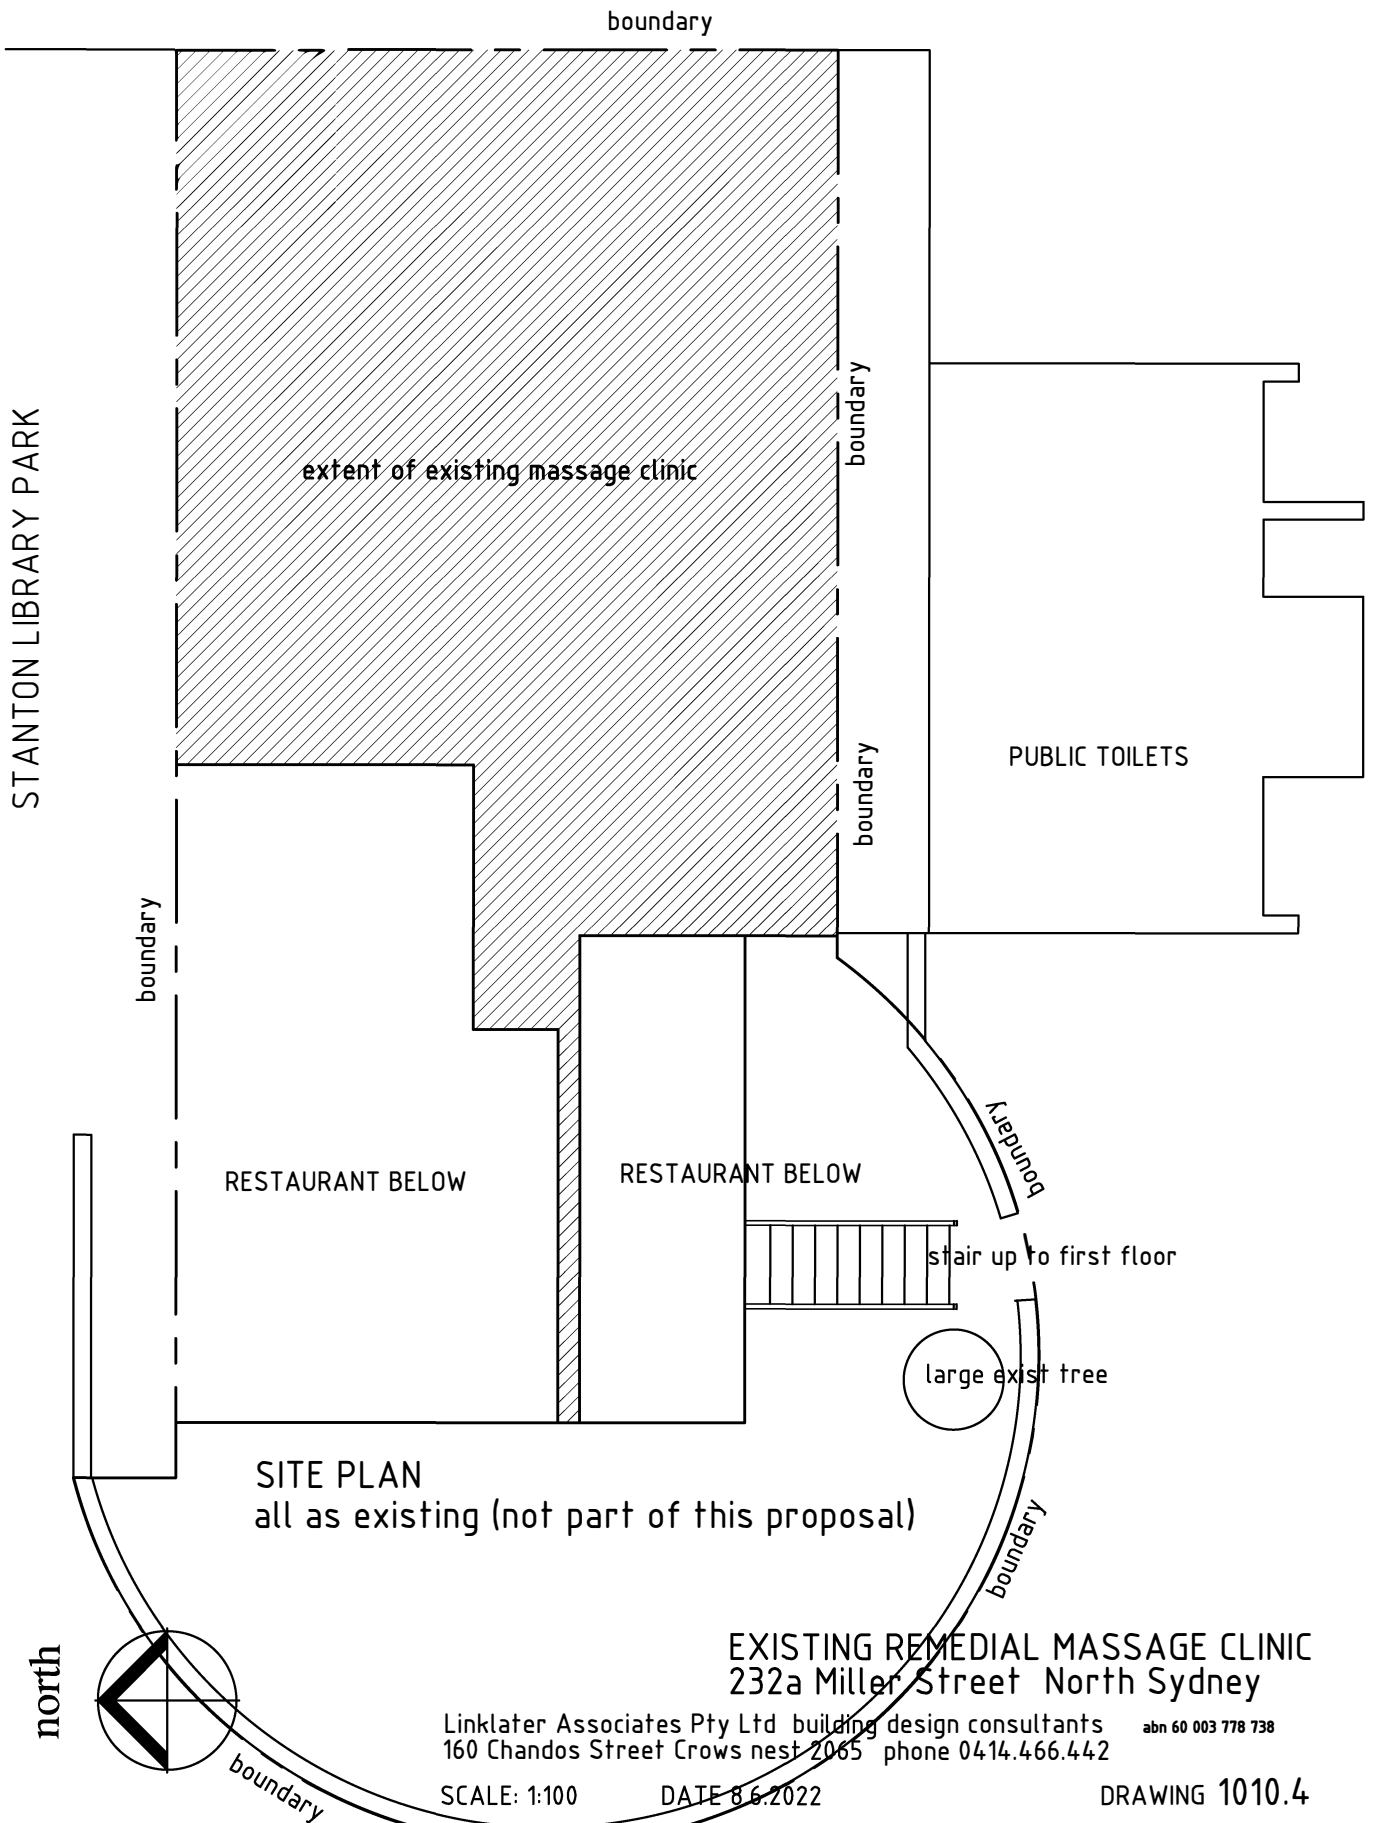 boundary
STANTON LIBRARY PARK
boundary
extent of existing massage clinic
boundary
PUBLIC TOILETS
boundary
boundary
RESTAURANT BELOW
RESTAURANT BELOW
stair up to first floor
large exist tree
SITE PLAN
all as existing (not part of this proposal)
boundary
north
boundary
EXISTING REMEDIAL MASSAGE CLINIC
232a Miller Street North Sydney
Linklater Associates Pty Ltd building design consultants abn 60 003 778 738
160 Chandos Street Crows nest 2065 phone 0414.466.442
SCALE: 1:100 DATE 8 6.2022 DRAWING 1010.4